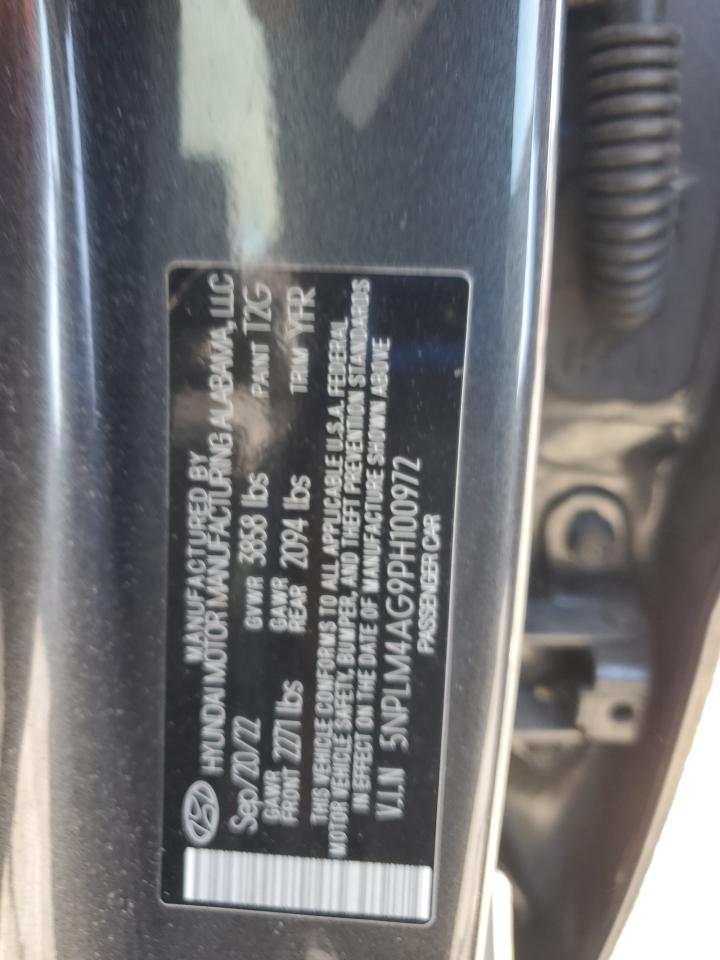 MANUFACTURED BY
HYUNDAI MOTOR MANUFACTURING ALABAMA, LLC
Sep/20/22 GVWR 3858 lbs PAINT T2G
GAWR FRONT 2271 lbs GAWR REAR 2094 lbs TRIM YFR
THIS VEHICLE CONFORMS TO ALL APPLICABLE U.S.A. FEDERAL
MOTOR VEHICLE SAFETY, BUMPER, AND THEFT PREVENTION STANDARDS
IN EFFECT ON THE DATE OF MANUFACTURE SHOWN ABOVE
V.I.N 5NPLM4AG9PH100972
PASSENGER CAR